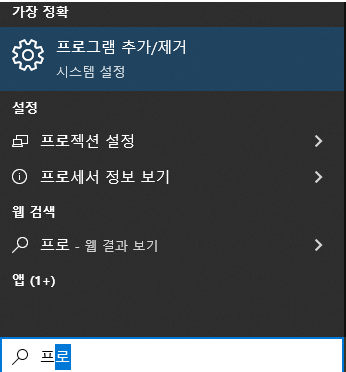 가장 정확
프로그램 추가/제거
시스템 설정
설정
프로젝션 설정
프로세서 정보 보기
웹 검색
프로 - 웹 결과 보기
앱 (1+)
프로